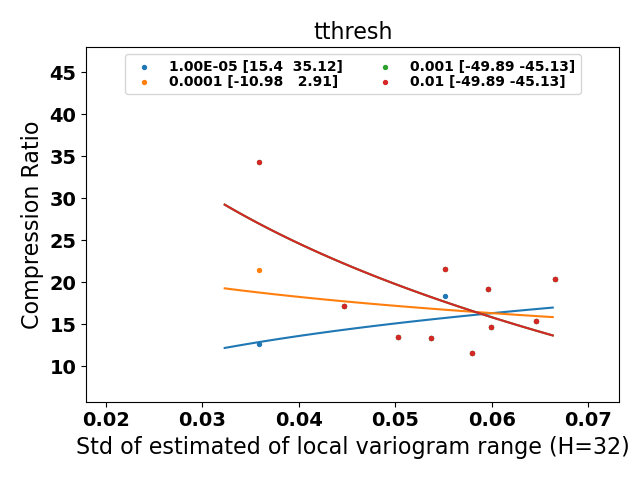 tthresh
1.00E-05 [15.4  35.12]
0.0001 [-10.98   2.91]
0.001 [-49.89 -45.13]
0.01 [-49.89 -45.13]
Compression Ratio
45
40
35
30
25
20
15
10
0.02 0.03 0.04 0.05 0.06 0.07
Std of estimated of local variogram range (H=32)